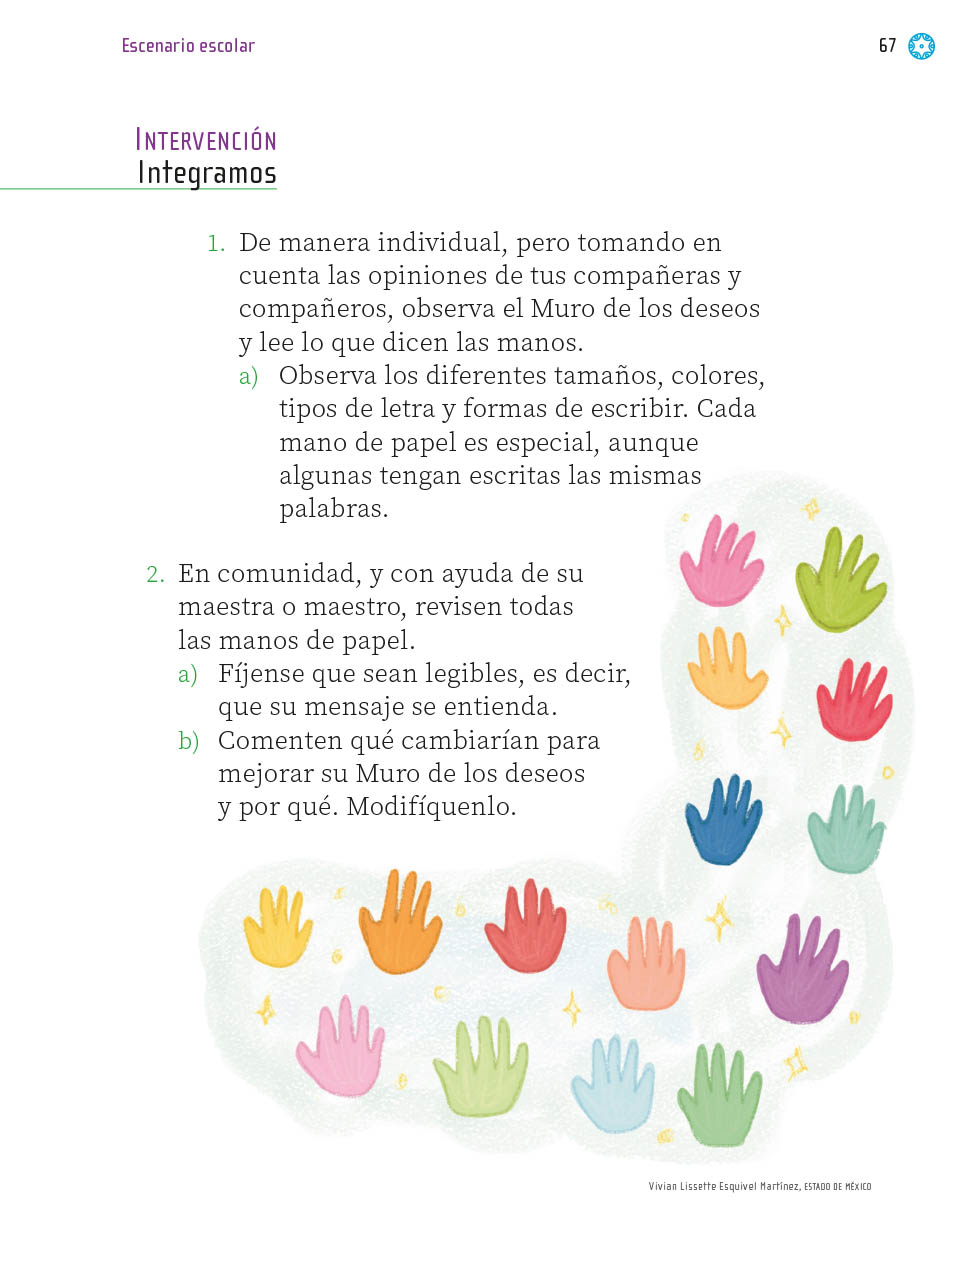 Escenario escolar
67
INTERVENCIÓN
Integramos
1. De manera individual, pero tomando en
cuenta las opiniones de tus compañeras y
compañeros, observa el Muro de los deseos
y lee lo que dicen las manos.
a) Observa los diferentes tamaños, colores,
tipos de letra y formas de escribir. Cada
mano de papel es especial, aunque
algunas tengan escritas las mismas
palabras.
2. En comunidad, y con ayuda de su
maestra o maestro, revisen todas
las manos de papel.
a) Fíjense que sean legibles, es decir,
que su mensaje se entienda.
b) Comenten qué cambiarían para
mejorar su Muro de los deseos
y por qué. Modifíquenlo.
Vivian Lissette Esquivel Martínez, ESTADO DE MÉXICO